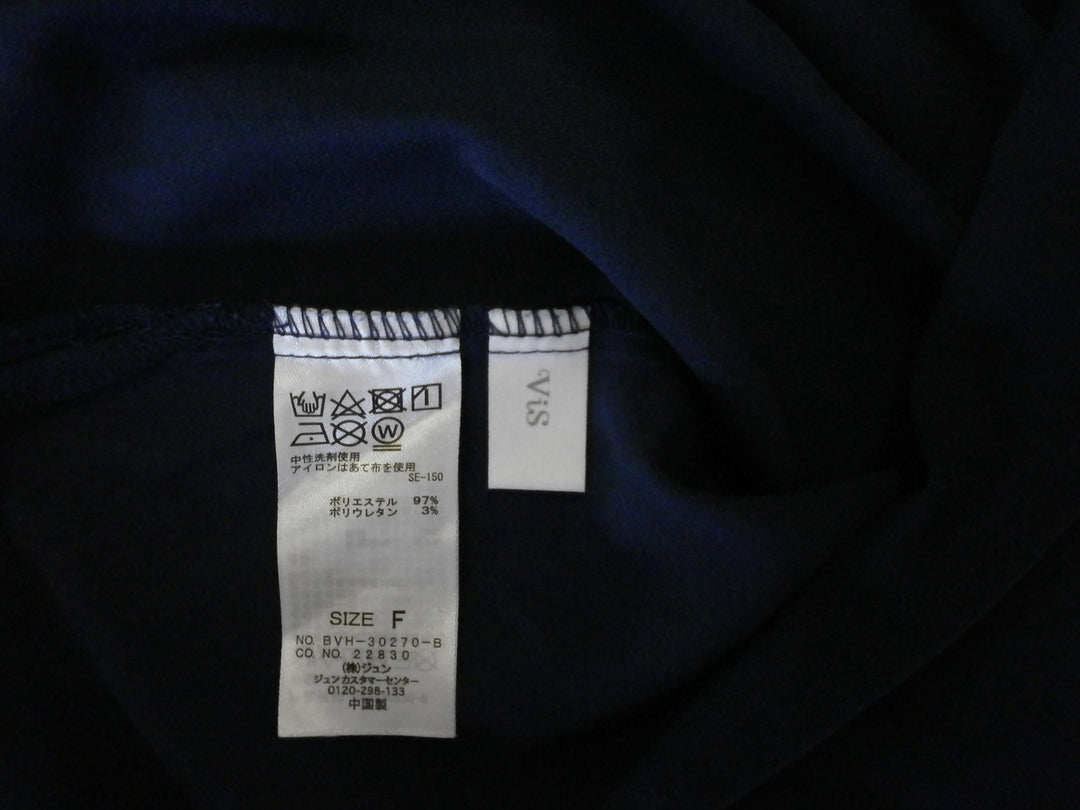 W
中性洗剤使用
アイロンはあて布を使用
SE-150
ポリエステル 97%
ポリウレタン 3%
SIZE F
NO. BVH-30270-B
CO. NO. 22830
(株)ジュン
ジュンカスタマーセンター
0120-298-133
中国製
ViS